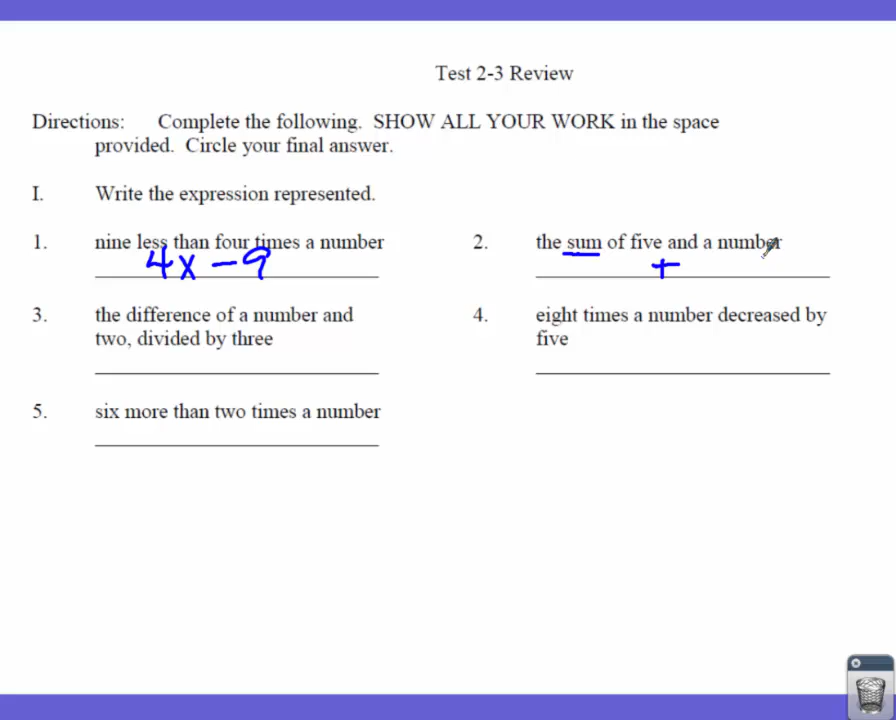 Test 2-3 Review
Directions: Complete the following. SHOW ALL YOUR WORK in the space
provided. Circle your final answer.
I. Write the expression represented.
1. nine less than four times a number
4x - 9
2. the sum of five and a number
+
3. the difference of a number and
two, divided by three
4. eight times a number decreased by
five
5. six more than two times a number